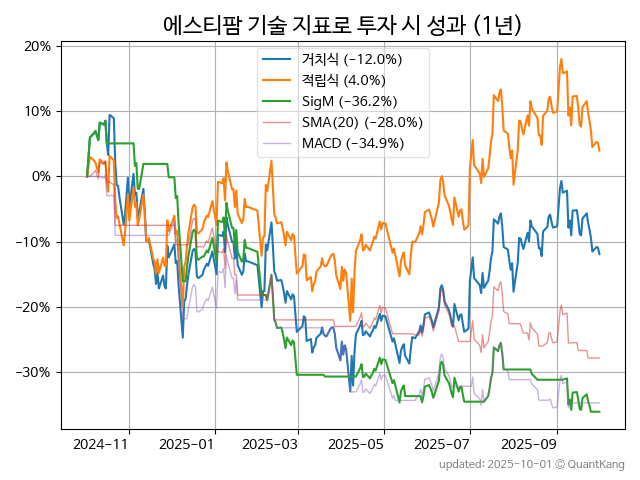 에스티팜 기술 지표로 투자 시 성과 (1년)
20%
10%
0%
−10%
−20%
−30%
거치식 (−12.0%)
적립식 (4.0%)
SigM (−36.2%)
SMA(20) (−28.0%)
MACD (−34.9%)
2024−11
2025−01
2025−03
2025−05
2025−07
2025−09
updated: 2025-10-01 © QuantKang